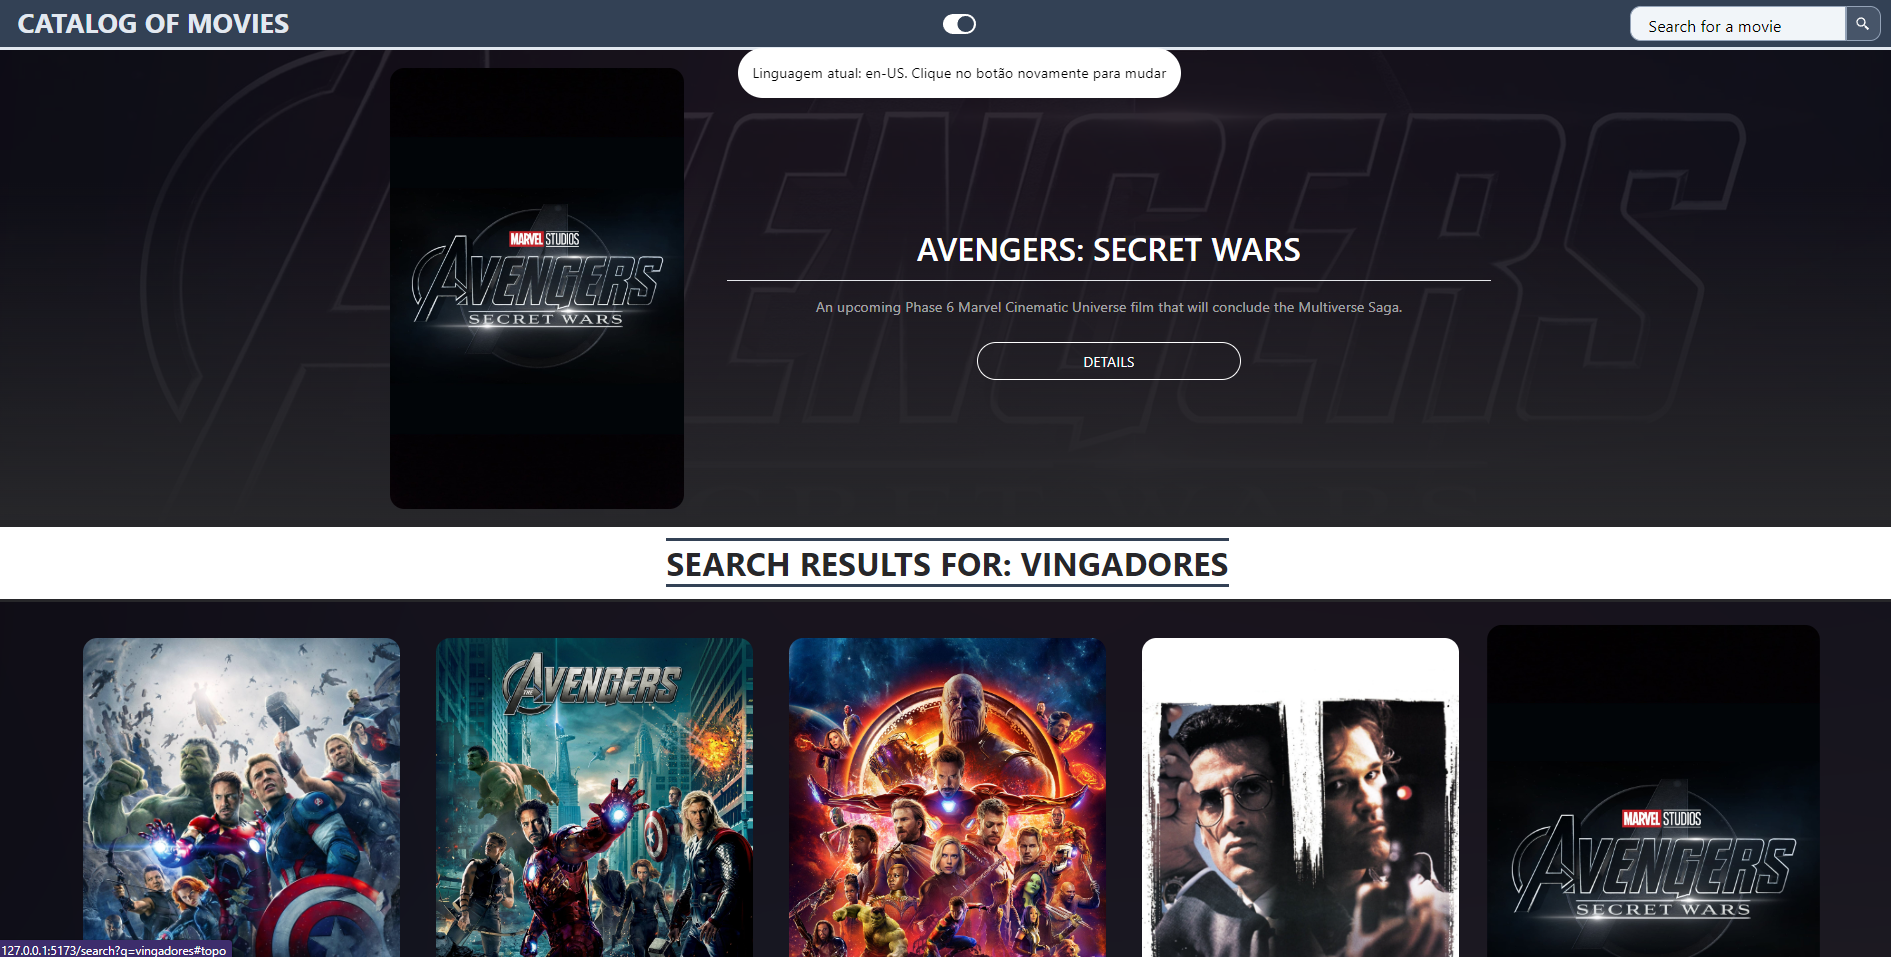 CATALOG OF MOVIES
Search for a movie
Linguagem atual: en-US. Clique no botão novamente para mudar
AVENGERS
MARVEL STUDIOS
AVENGERS
SECRET WARS
AVENGERS: SECRET WARS
An upcoming Phase 6 Marvel Cinematic Universe film that will conclude the Multiverse Saga.
DETAILS
SEARCH RESULTS FOR: VINGADORES
THE AVENGERS
MARVEL STUDIOS
AVENGERS
SECRET WARS
127.0.0.1:5173/search?q=vingadores#topo